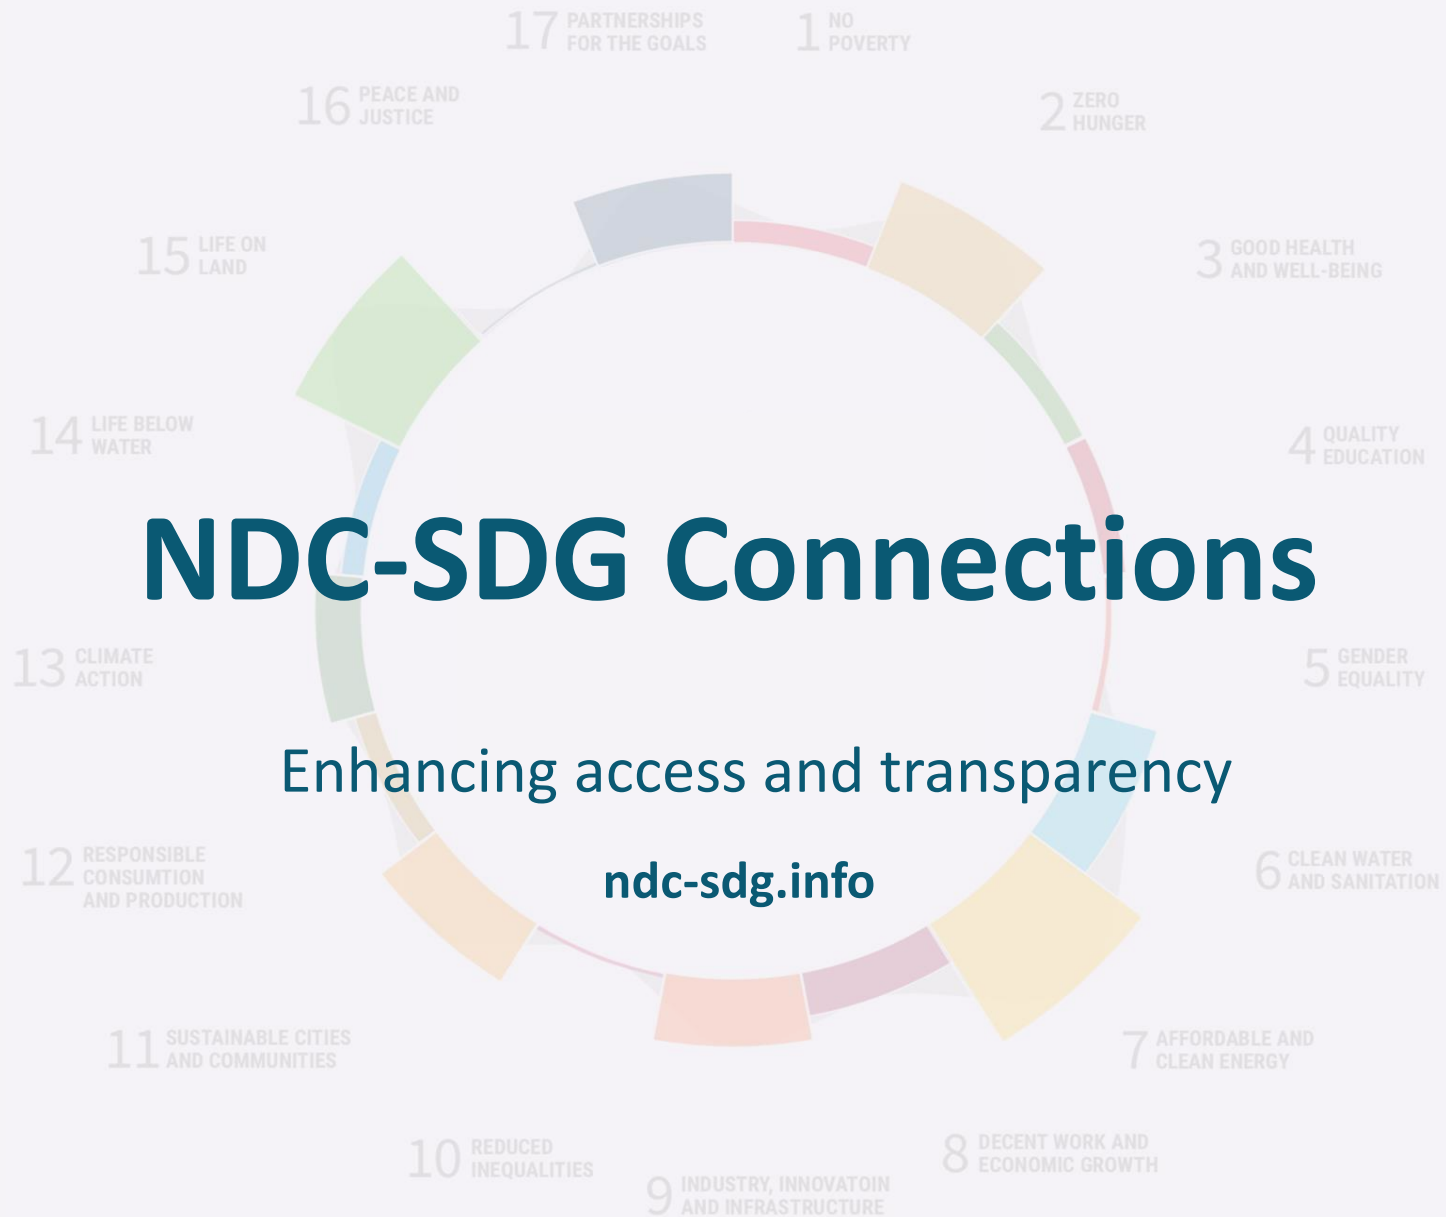 17 PARTNERSHIPS
FOR THE GOALS
1 NO
POVERTY
16 PEACE AND
JUSTICE
2 ZERO
HUNGER
15 LIFE ON
LAND
3 GOOD HEALTH
AND WELL-BEING
14 LIFE BELOW
WATER
4 QUALITY
EDUCATION
NDC-SDG Connections
13 CLIMATE
ACTION
5 GENDER
EQUALITY
Enhancing access and transparency
12 RESPONSIBLE
CONSUMTION
AND PRODUCTION
6 CLEAN WATER
AND SANITATION
ndc-sdg.info
11 SUSTAINABLE CITIES
AND COMMUNITIES
7 AFFORDABLE AND
CLEAN ENERGY
10 REDUCED
INEQUALITIES
8 DECENT WORK AND
ECONOMIC GROWTH
9 INDUSTRY, INNOVATOIN
AND INFRASTRUCTURE